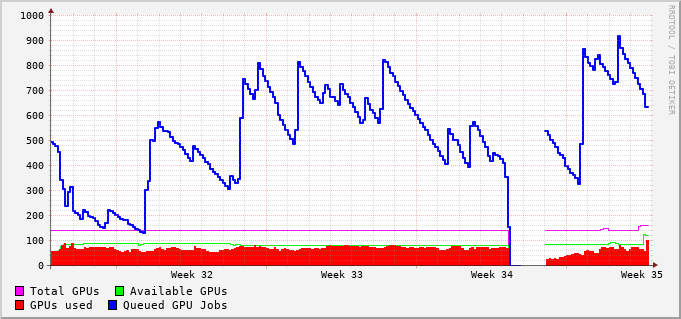 1000
900
800
700
600
500
400
300
200
100
0
Week 32 Week 33 Week 34 Week 35
Total GPUs Available GPUs
GPUs used Queued GPU Jobs
RRDTOOL / TOBI OETIKER